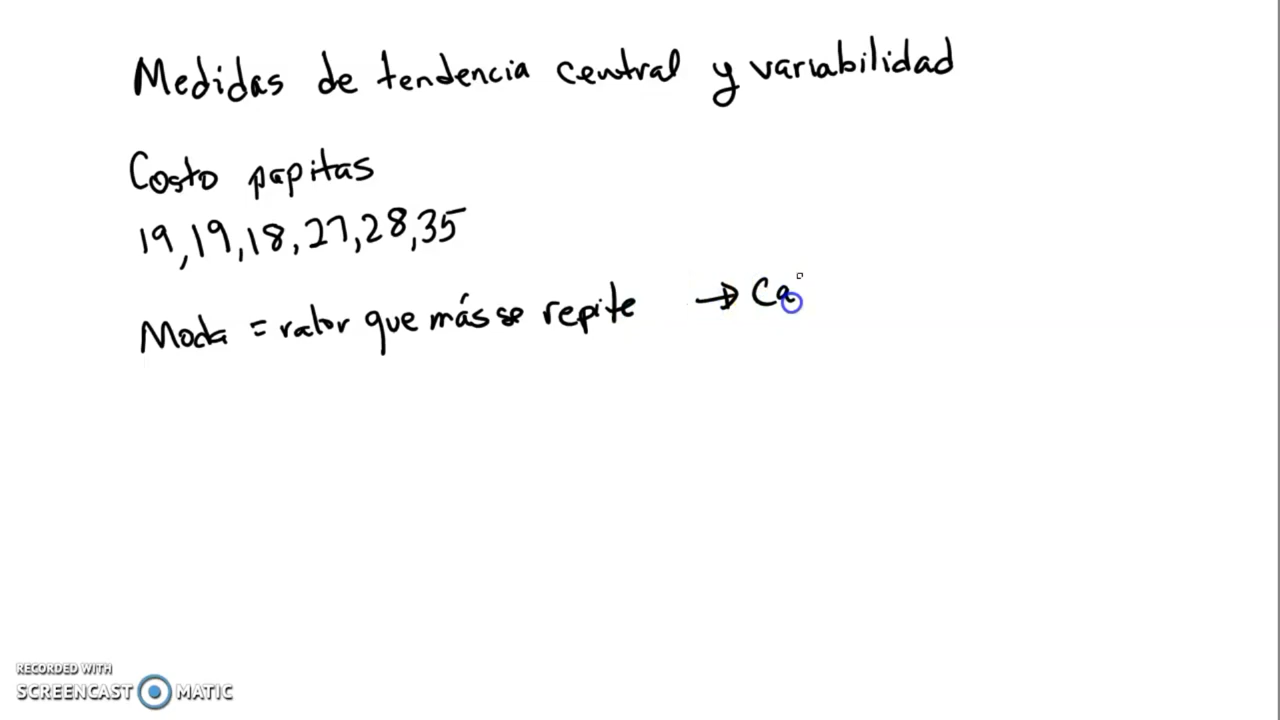 Medidas de tendencia central y variabilidad
Costo papitas
19, 19, 18, 27, 28, 35
Moda = valor que más se repite → Ca
RECORDED WITH
SCREENCAST MATIC